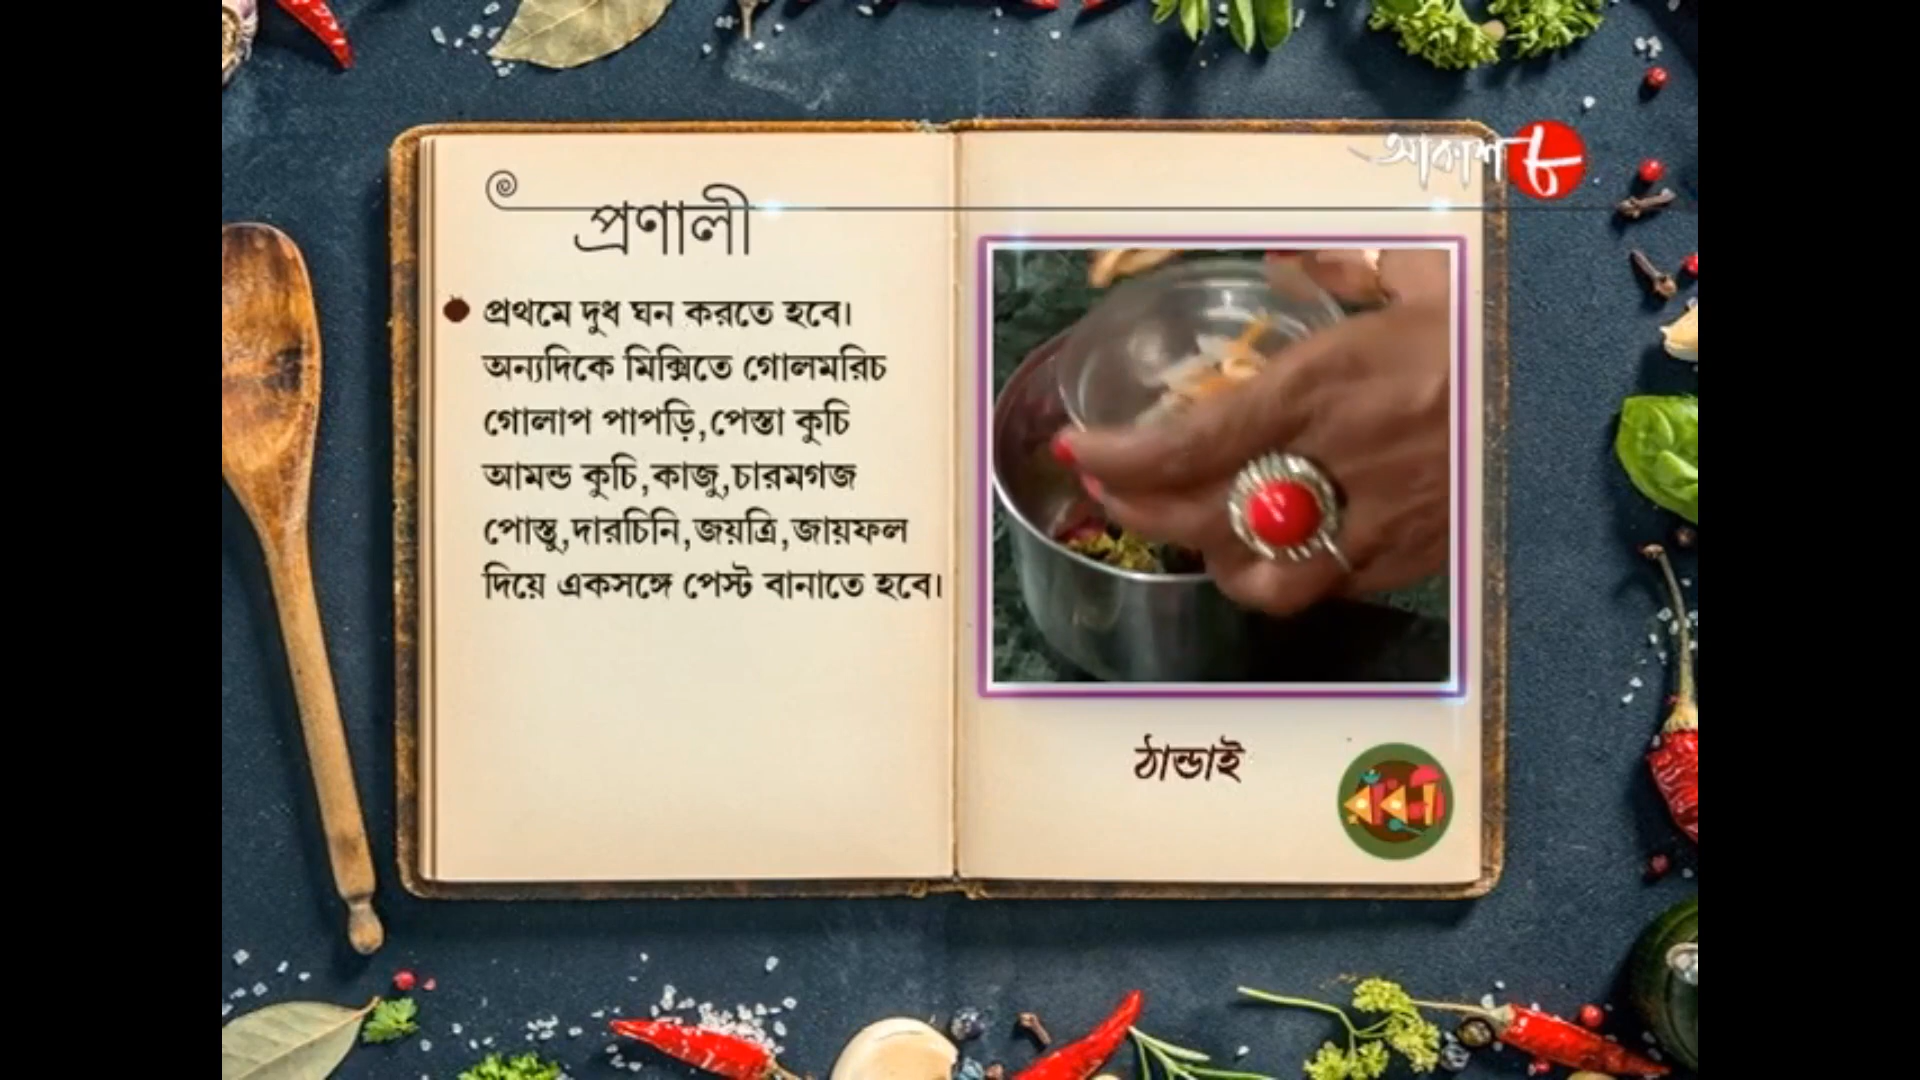 আকাশ ৮
প্রণালী
প্রথমে দুধ ঘন করতে হবে।
অন্যদিকে মিক্সিতে গোলমরিচ
গোলাপ পাপড়ি,পেস্তা কুচি
আমন্ড কুচি,কাজু,চারমগজ
পোস্তু,দারচিনি,জয়ত্রি,জায়ফল
দিয়ে একসঙ্গে পেস্ট বানাতে হবে।
ঠান্ডাই